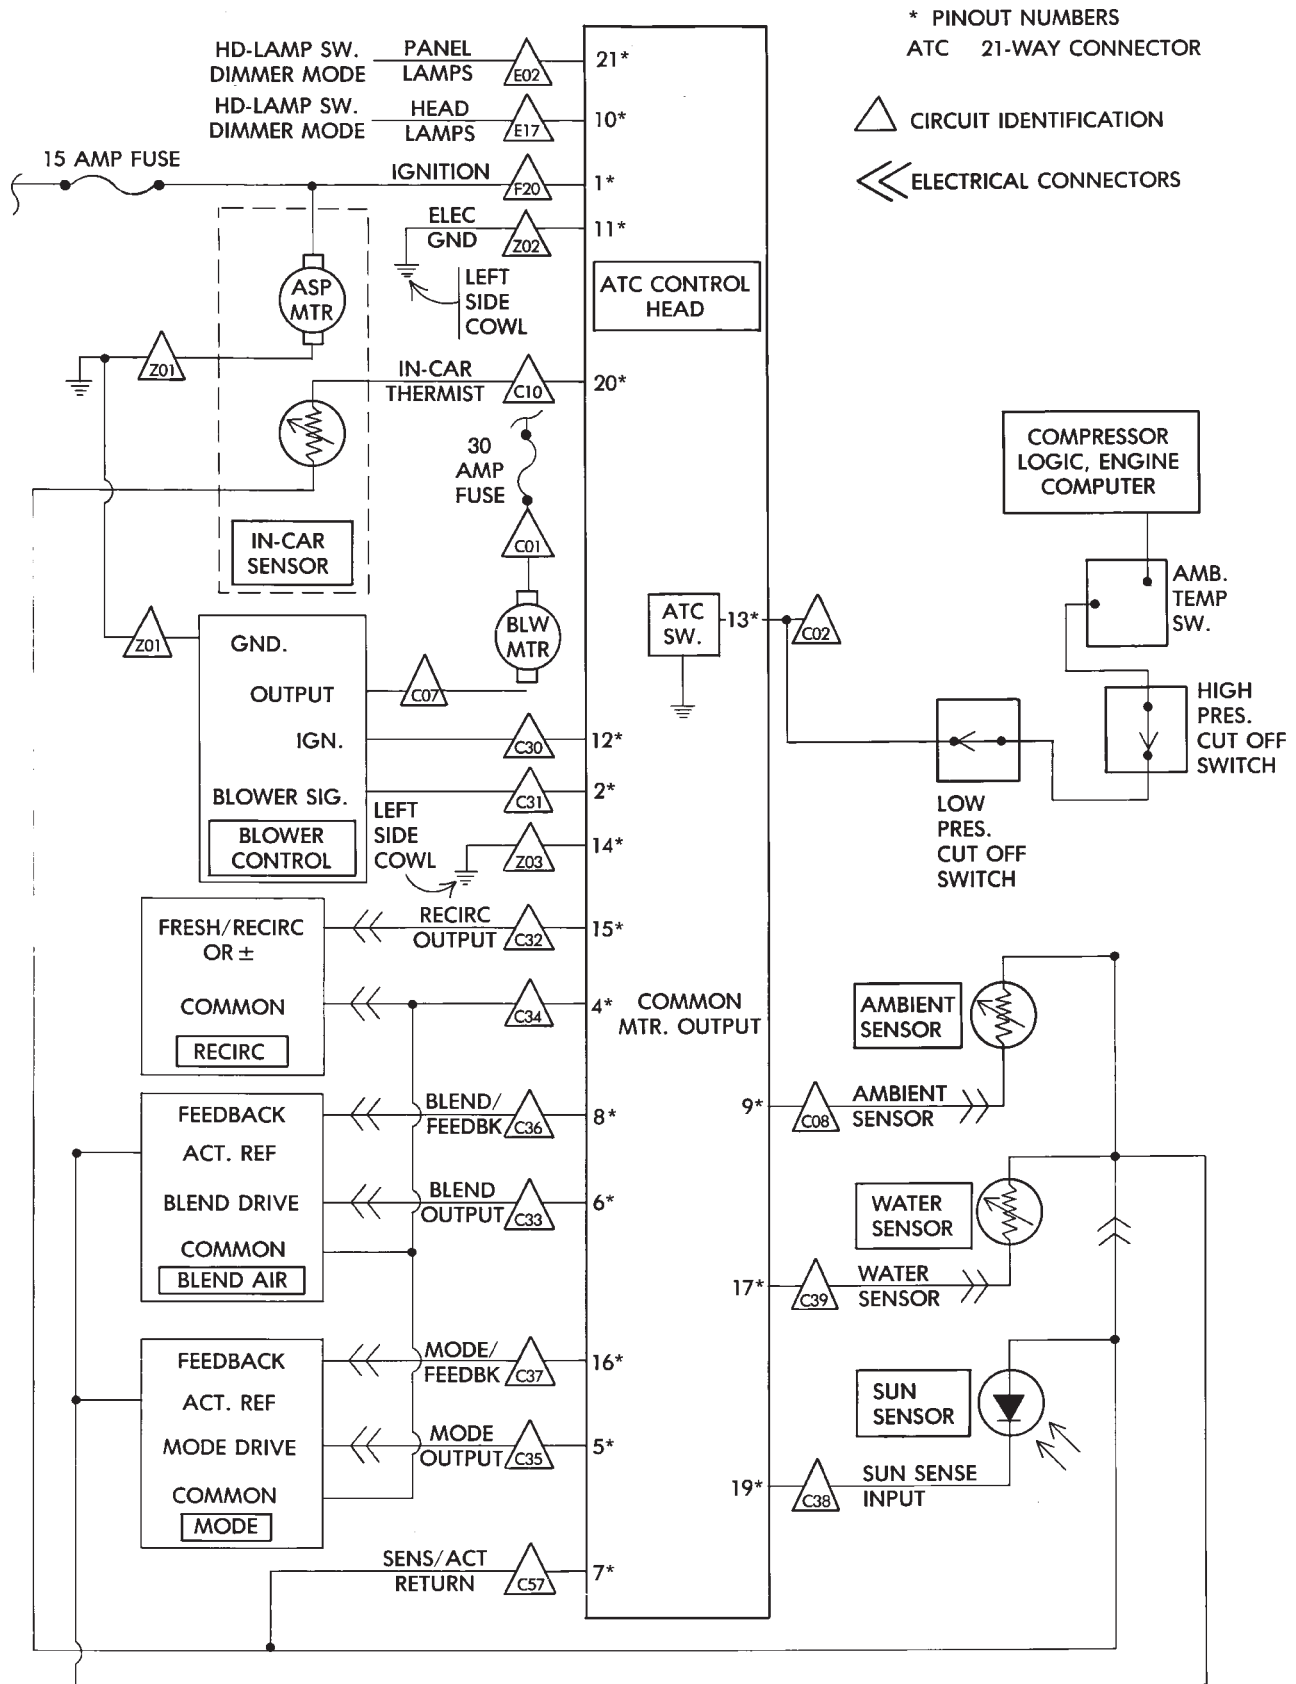 * PINOUT NUMBERS
ATC 21-WAY CONNECTOR
CIRCUIT IDENTIFICATION
ELECTRICAL CONNECTORS
HD-LAMP SW.
DIMMER MODE
PANEL
LAMPS
E02
21*
HD-LAMP SW.
DIMMER MODE
HEAD
LAMPS
E17
10*
15 AMP FUSE
IGNITION
F20
1*
ELEC
GND
Z02
11*
LEFT
SIDE
COWL
ATC CONTROL
HEAD
ASP
MTR
Z01
IN-CAR
THERMIST
C10
20*
30
AMP
FUSE
C01
IN-CAR
SENSOR
BLW
MTR
Z01
GND.
OUTPUT
C07
IGN.
C30
12*
BLOWER SIG.
C31
2*
BLOWER
CONTROL
LEFT
SIDE
COWL
Z03
14*
ATC
SW.
13*
C02
COMPRESSOR
LOGIC, ENGINE
COMPUTER
AMB.
TEMP
SW.
HIGH
PRES.
CUT OFF
SWITCH
LOW
PRES.
CUT OFF
SWITCH
FRESH/RECIRC
OR ±
RECIRC
OUTPUT
C32
15*
COMMON
C34
4*
COMMON
MTR. OUTPUT
RECIRC
AMBIENT
SENSOR
9*
C08
AMBIENT
SENSOR
FEEDBACK
BLEND/
FEEDBK
C36
8*
ACT. REF
BLEND DRIVE
BLEND
OUTPUT
C33
6*
COMMON
BLEND AIR
WATER
SENSOR
17*
C39
WATER
SENSOR
FEEDBACK
MODE/
FEEDBK
C37
16*
ACT. REF
MODE DRIVE
MODE
OUTPUT
C35
5*
COMMON
MODE
SUN
SENSOR
19*
C38
SUN SENSE
INPUT
SENS/ACT
RETURN
C57
7*